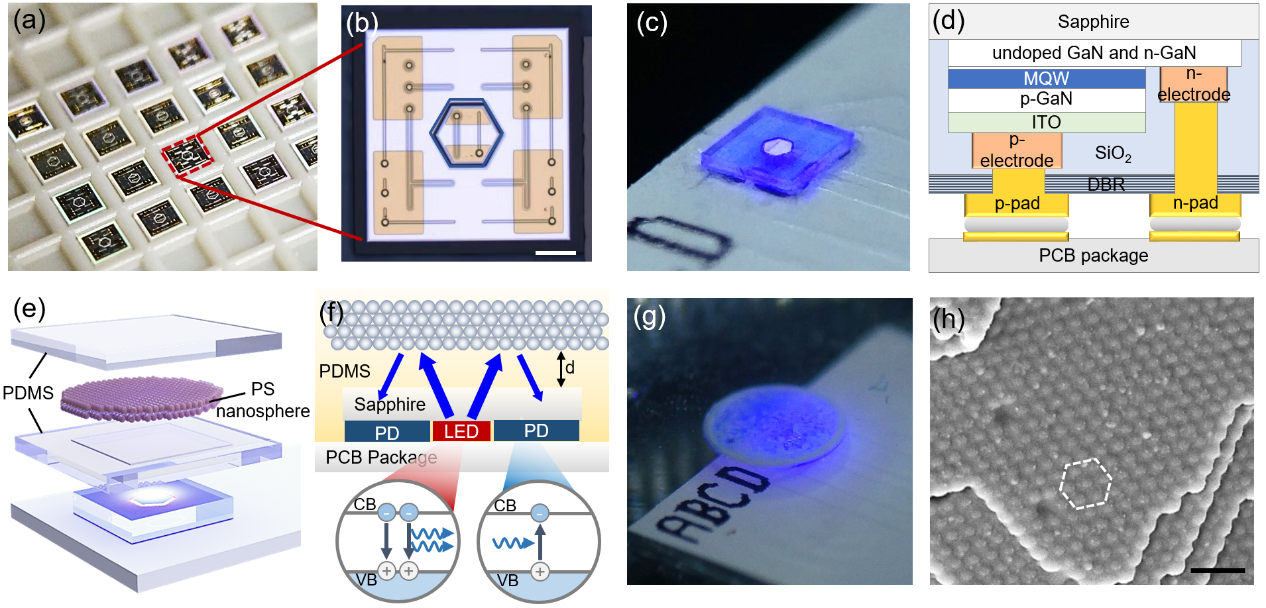 (a)
(b)
(c)
D
(d)
Sapphire
undoped GaN and n-GaN
MQW
n-
electrode
p-GaN
ITO
p-
electrode
SiO2
DBR
p-pad
n-pad
PCB package
(e)
PDMS
PS
nanosphere
(f)
PDMS
d
Sapphire
PD
LED
PD
PCB Package
CB
VB
CB
VB
(g)
ABCD
(h)